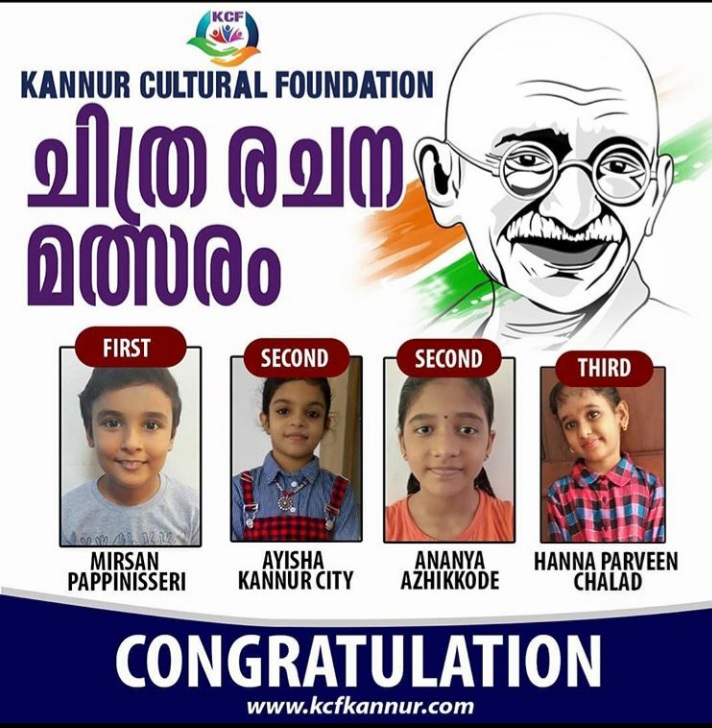 KCF
KANNUR CULTURAL FOUNDATION
ചിത്ര രചന
മത്സരം
FIRST
SECOND
SECOND
THIRD
MIRSAN
PAPPINISSERI
AYISHA
KANNUR CITY
ANANYA
AZHIKKODE
HANNA PARVEEN
CHALAD
CONGRATULATION
www.kcfkannur.com